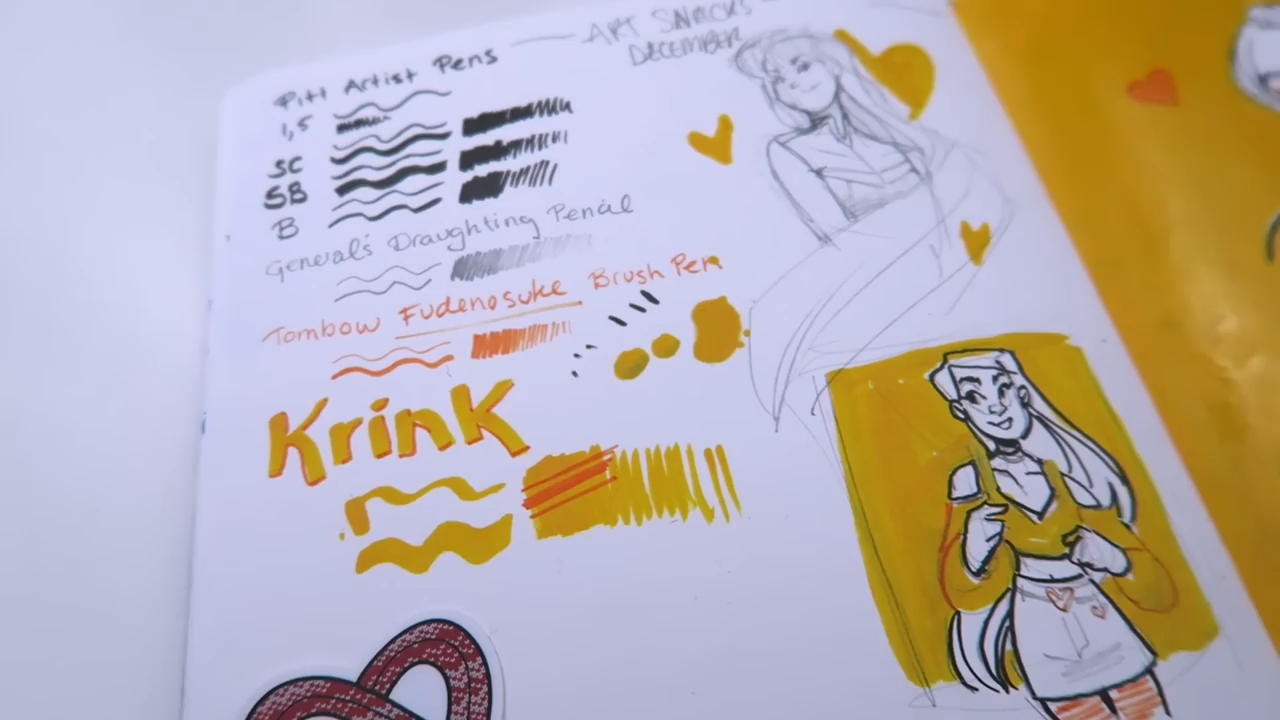 ART SNACKS
DECEMBER
Pitt Artist Pens
1,5
SC
SB
B
General's Draughting Pencil
Tombow Fudenosuke Brush Pen
Krink